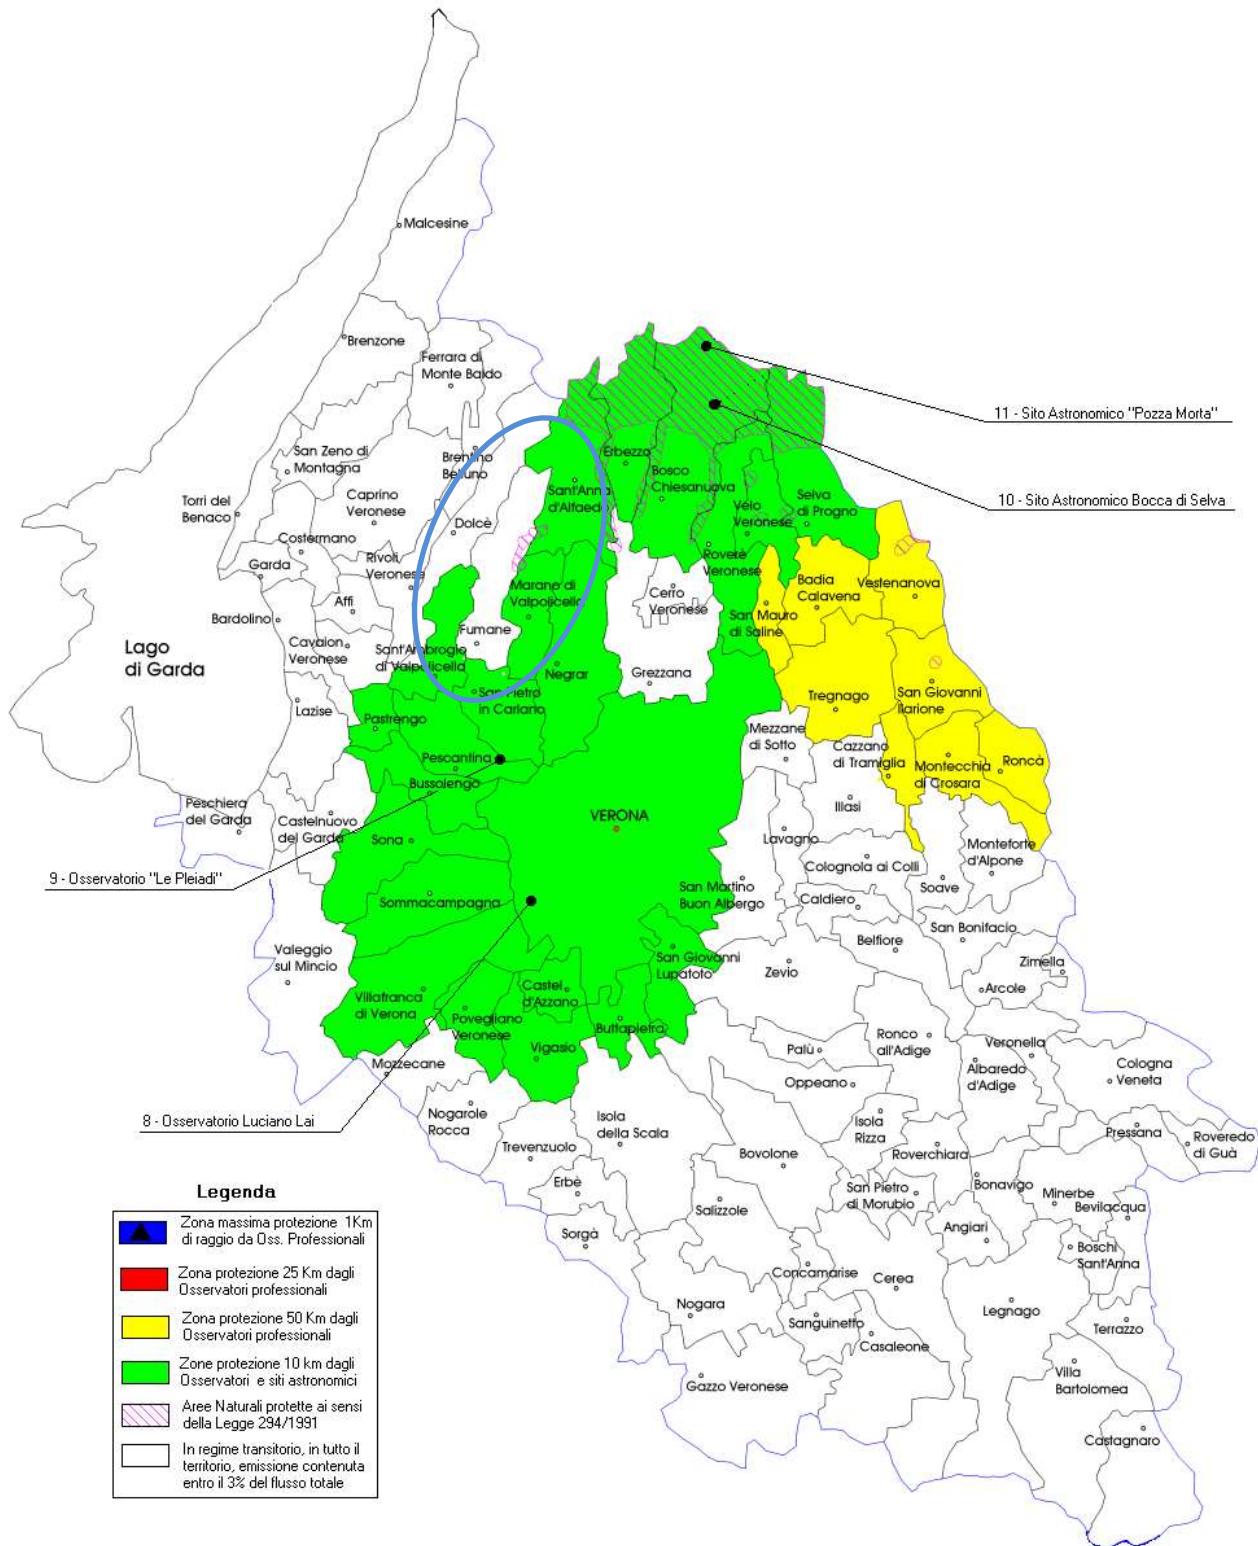 Malcesine
Brenzone
Ferrara di
Monte Baldo
11 - Sito Astronomico "Pozza Morta"
San Zeno di
Montagna
Brentino
Belluno
Erbezzo
Bosco
Chiesanuova
10 - Sito Astronomico Bocca di Selva
Sant'Anna
d'Alfaedo
Selva
di Progno
Velo
Veronese
Torri del
Benaco
Caprino
Veronese
Dolcè
Costermano
Garda
Rivoli
Veronese
Roverè
Veronese
Badia
Calavena
Vestenanova
Affi
Marano di
Valpolicella
Cerro
Veronese
San Mauro
di Saline
Bardolino
Fumane
Cavaion
Veronese
Lago
di Garda
Sant'Ambrogio
di Valpolicella
Negrar
Grezzana
Tregnago
San Giovanni
Ilarione
Lazise
San Pietro
in Cariano
Pastrengo
Mezzane
di Sotto
Cazzano
di Tramiglia
Montecchia
di Crosara
Roncà
Pescantina
Bussolengo
Illasi
Peschiera
del Garda
Castelnuovo
del Garda
VERONA
Sona
Lavagno
Monteforte
d'Alpone
Colognola ai Colli
Soave
9 - Osservatorio "Le Pleiadi"
San Martino
Buon Albergo
Sommacampagna
Caldiero
San Bonifacio
Belfiore
Valeggio
sul Mincio
San Giovanni
Lupatoto
Zevio
Zimella
Arcole
Villafranca
di Verona
Castel
d'Azzano
Povegliano
Veronese
Buttapietra
Vigasio
Ronco
all'Adige
Palù
Veronella
Mozzecane
Albaredo
d'Adige
Cologna
Veneta
Oppeano
8 - Osservatorio Luciano Lai
Nogarole
Rocca
Isola
della Scala
Isola
Rizza
Pressana
Roveredo
di Guà
Trevenzuolo
Roverchiara
Bovolone
Erbè
San Pietro
di Morubio
Bonavigo
Minerbe
Bevilacqua
Salizzole
Sorgà
Angiari
Boschi
Sant'Anna
Concamarise
Cerea
Nogara
Legnago
Sanguinetto
Terrazzo
Casaleone
Villa
Bartolomea
Gazzo Veronese
Castagnaro
Legenda
Zona massima protezione 1Km
di raggio da Oss. Professionali
Zona protezione 25 Km dagli
Osservatori professionali
Zona protezione 50 Km dagli
Osservatori professionali
Zone protezione 10 km dagli
Osservatori e siti astronomici
Aree Naturali protette ai sensi
della Legge 294/1991
In regime transitorio, in tutto il
territorio, emissione contenuta
entro il 3% del flusso totale